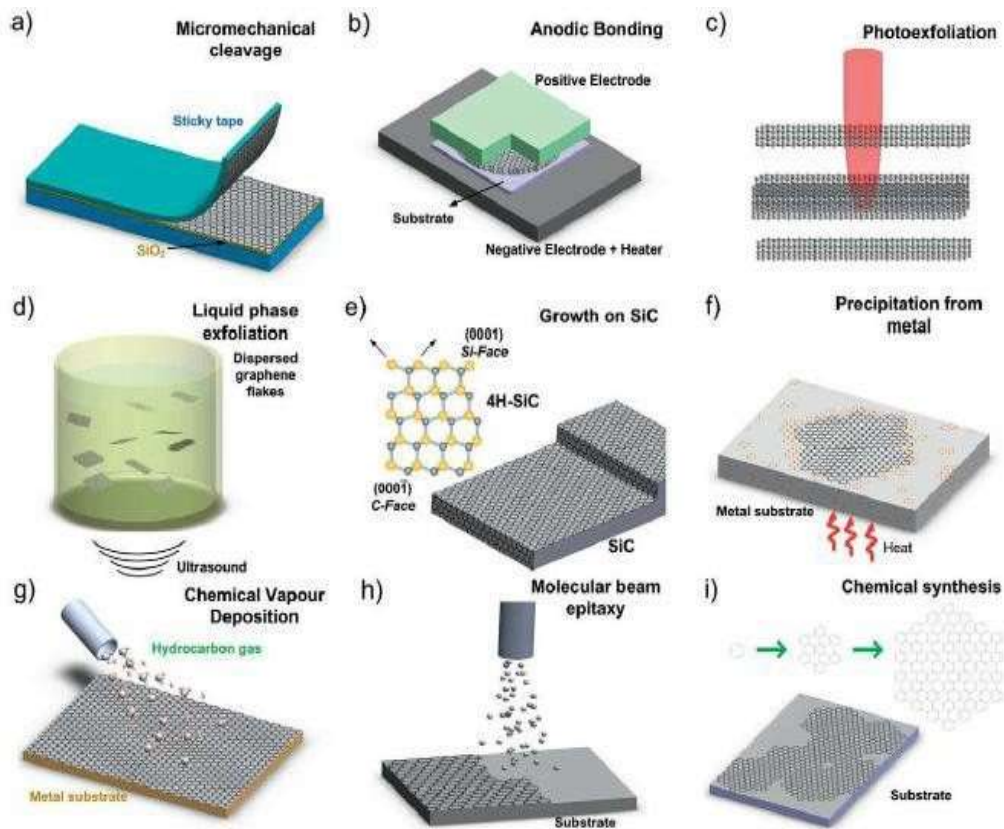 a)
Micromechanical
cleavage
Sticky tape
SiO₂
b)
Anodic Bonding
Positive Electrode
Substrate
Negative Electrode + Heater
c)
Photoexfoliation
d)
Liquid phase
exfoliation
Dispersed
graphene
flakes
Ultrasound
e)
Growth on SiC
(0001)
Si-Face
4H-SiC
(0001)
C-Face
SiC
f)
Precipitation from
metal
Metal substrate
Heat
g)
Chemical Vapour
Deposition
Hydrocarbon gas
Metal substrate
h)
Molecular beam
epitaxy
Substrate
i)
Chemical synthesis
Substrate